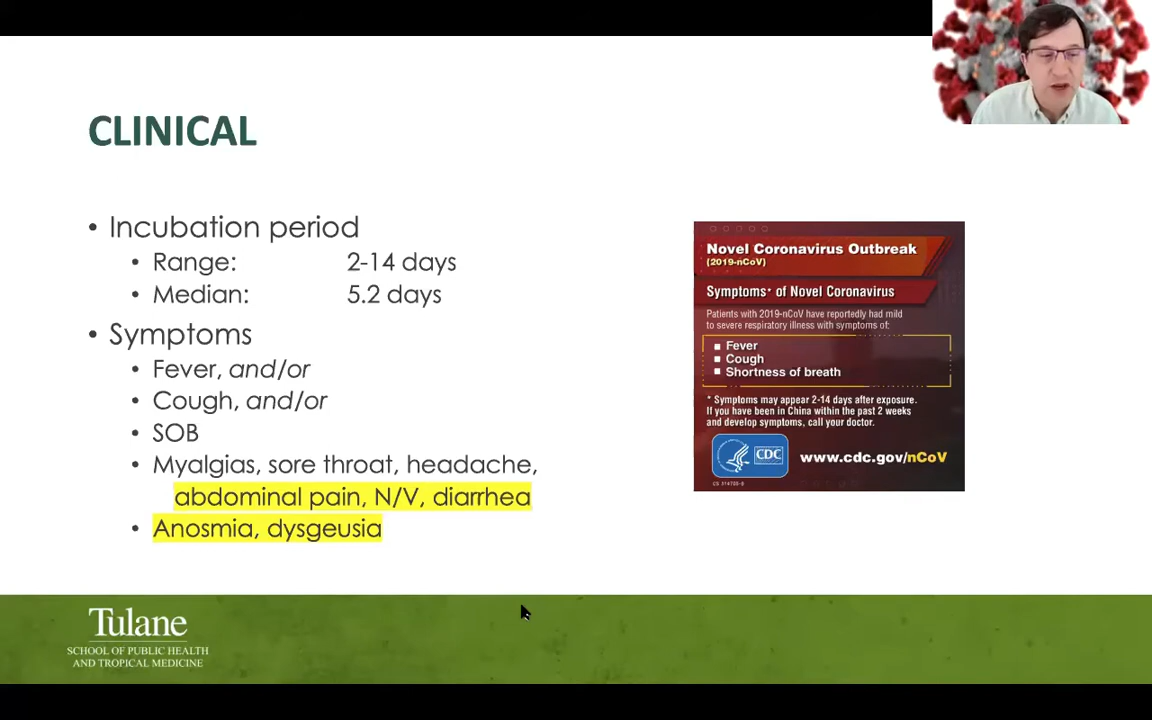 CLINICAL
• Incubation period
• Range: 2-14 days
• Median: 5.2 days
• Symptoms
• Fever, and/or
• Cough, and/or
• SOB
• Myalgias, sore throat, headache,
abdominal pain, N/V, diarrhea
• Anosmia, dysgeusia
Novel Coronavirus Outbreak
(2019-nCoV)
Symptoms* of Novel Coronavirus
Patients with 2019-nCoV have reportedly had mild
to severe respiratory illness with symptoms of:
■ Fever
■ Cough
■ Shortness of breath
* Symptoms may appear 2-14 days after exposure.
If you have been in China within the past 2 weeks
and develop symptoms, call your doctor.
CDC
www.cdc.gov/nCoV
Tulane
SCHOOL OF PUBLIC HEALTH
AND TROPICAL MEDICINE